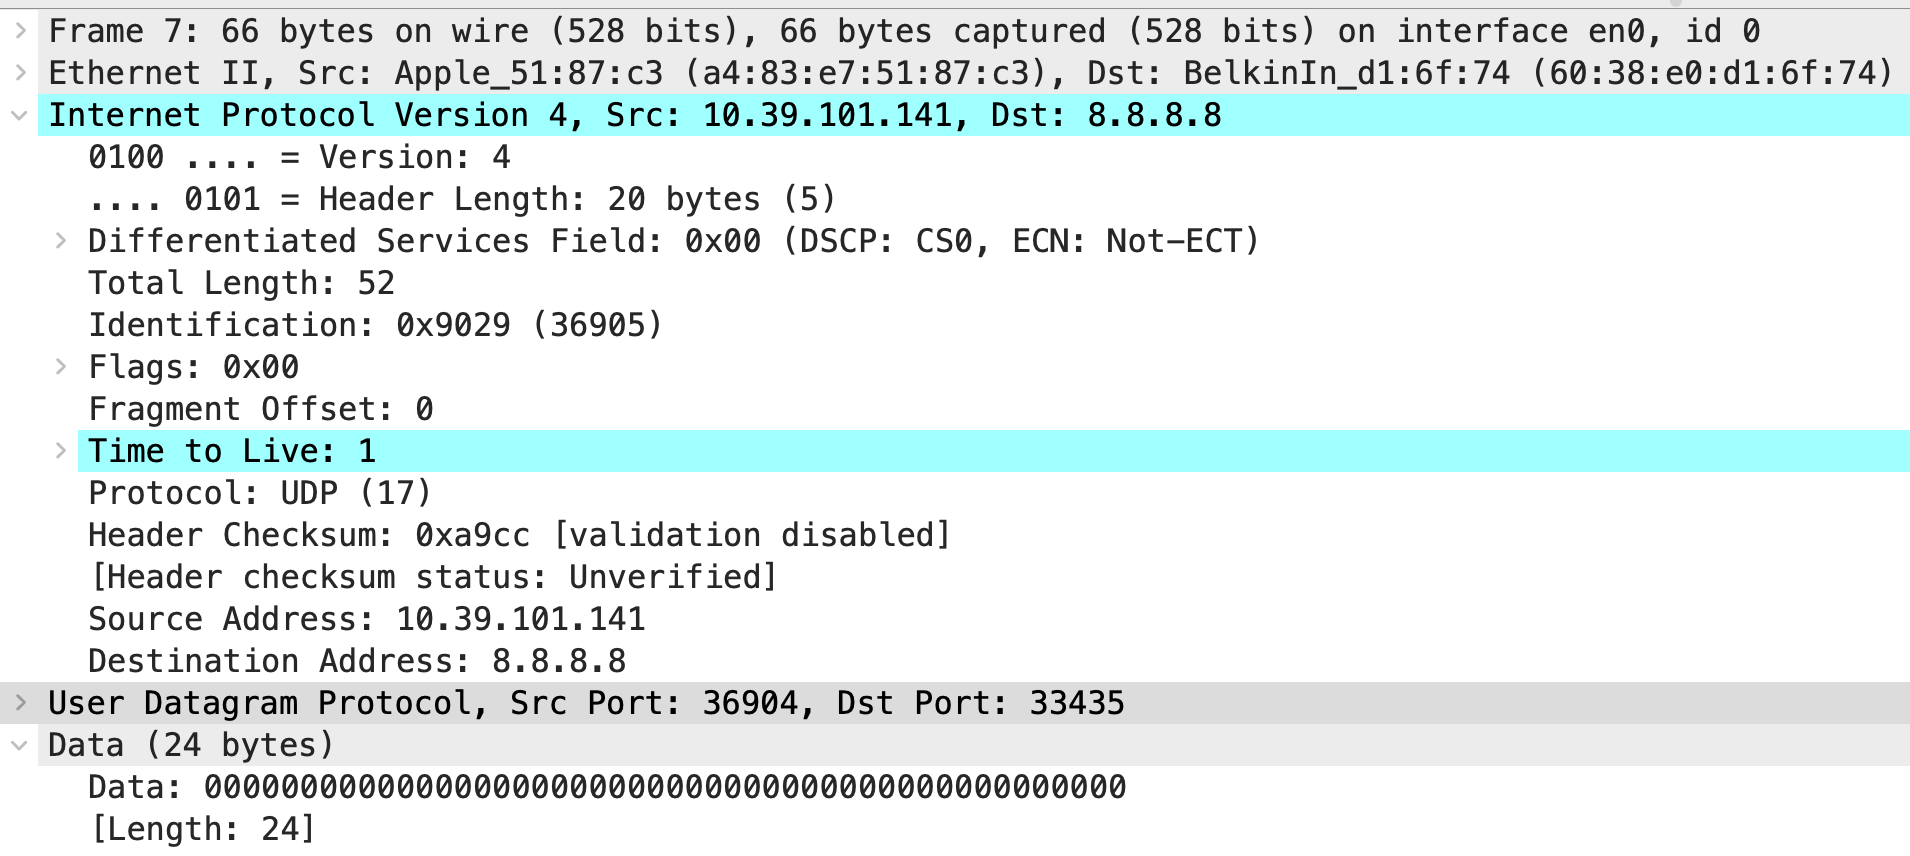 Frame 7: 66 bytes on wire (528 bits), 66 bytes captured (528 bits) on interface en0, id 0
Ethernet II, Src: Apple_51:87:c3 (a4:83:e7:51:87:c3), Dst: BelkinIn_d1:6f:74 (60:38:e0:d1:6f:74)
Internet Protocol Version 4, Src: 10.39.101.141, Dst: 8.8.8.8
0100 .... = Version: 4
.... 0101 = Header Length: 20 bytes (5)
Differentiated Services Field: 0x00 (DSCP: CS0, ECN: Not-ECT)
Total Length: 52
Identification: 0x9029 (36905)
Flags: 0x00
Fragment Offset: 0
Time to Live: 1
Protocol: UDP (17)
Header Checksum: 0xa9cc [validation disabled]
[Header checksum status: Unverified]
Source Address: 10.39.101.141
Destination Address: 8.8.8.8
User Datagram Protocol, Src Port: 36904, Dst Port: 33435
Data (24 bytes)
Data: 000000000000000000000000000000000000000000000000
[Length: 24]